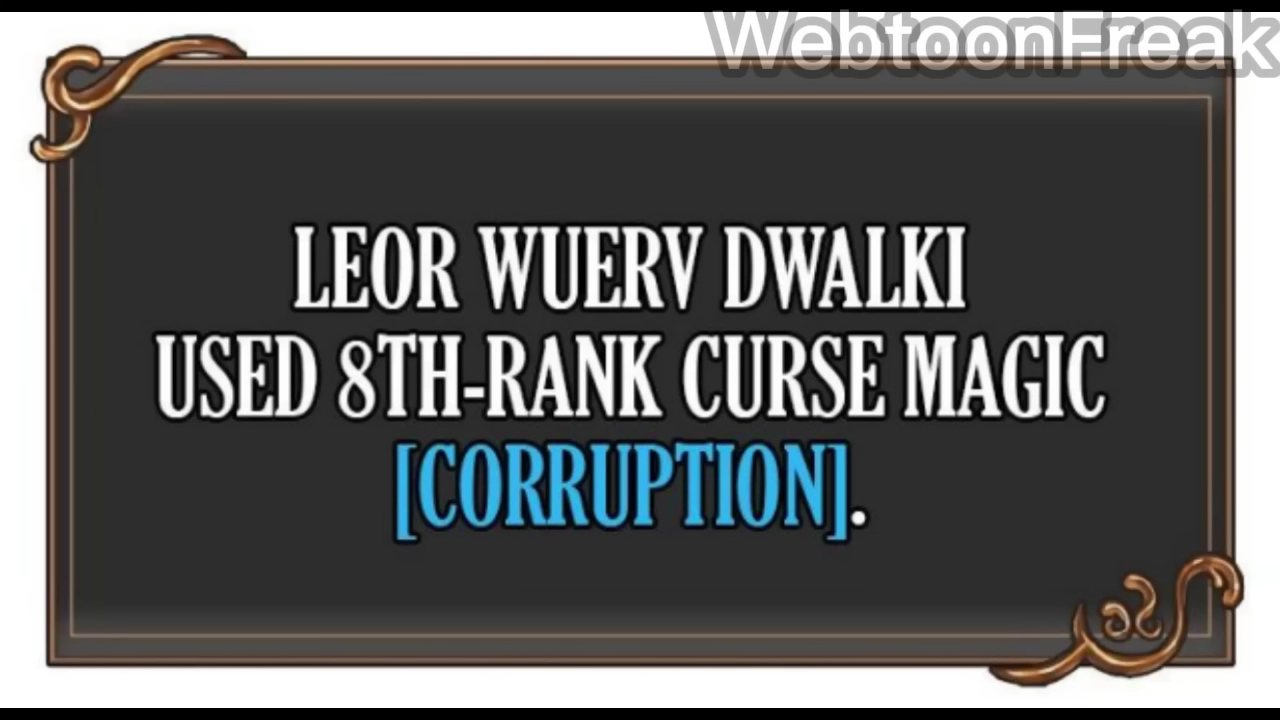 WebtoonFreak
LEOR WUERV DWALKI
USED 8TH-RANK CURSE MAGIC
[CORRUPTION].